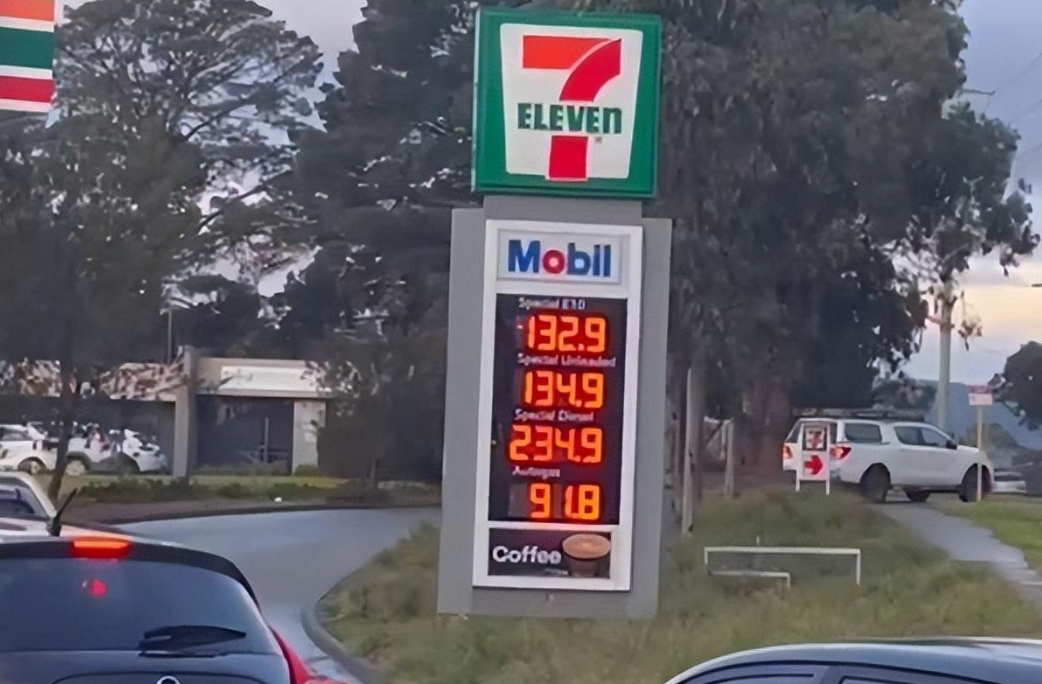 7
ELEVEn
Mobil
Special E10
132.9
Special Unleaded
134.9
Special Diesel
234.9
Autogas
91.8
Coffee
7